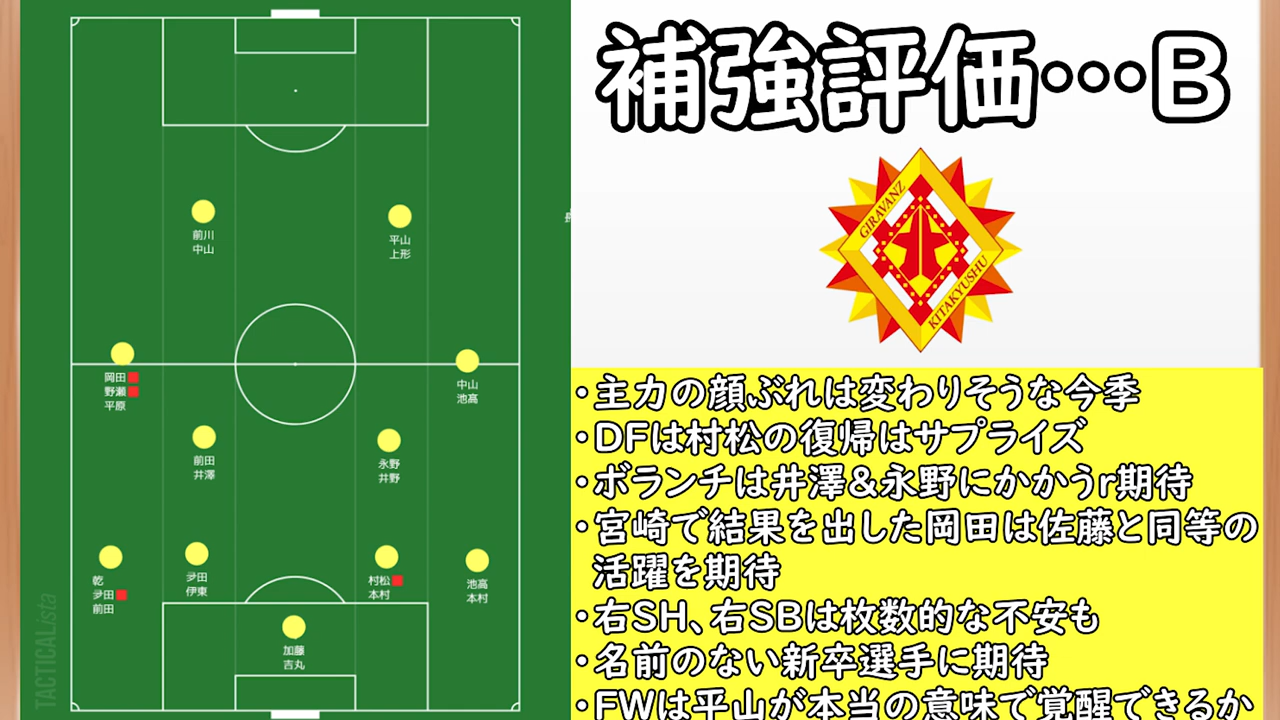 補強評価…B
GIRAVANZ
KITAKYUSHU
前川
中山
平山
上形
岡田
野瀬
平原
中山
池髙
前田
井澤
永野
井野
乾
田
前田
田
伊東
村松
本村
池高
本村
加藤
吉丸
TACTICALista
・主力の顔ぶれは変わりそうな今季
・DFは村松の復帰はサプライズ
・ボランチは井澤&永野にかかうr期待
・宮崎で結果を出した岡田は佐藤と同等の
活躍を期待
・右SH、右SBは枚数的な不安も
・名前のない新卒選手に期待
・FWは平山が本当の意味で覚醒できるか